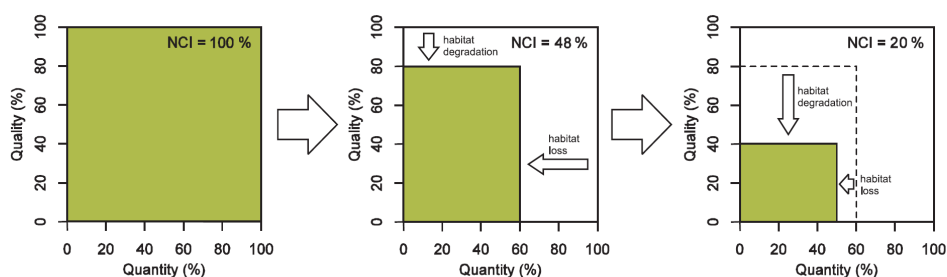 NCI = 100 %
Quality (%)
100
80
60
40
20
0
0 20 40 60 80 100
Quantity (%)
NCI = 48 %
habitat
degradation
habitat
loss
Quality (%)
100
80
60
40
20
0
0 20 40 60 80 100
Quantity (%)
NCI = 20 %
habitat
degradation
habitat
loss
Quality (%)
100
80
60
40
20
0
0 20 40 60 80 100
Quantity (%)